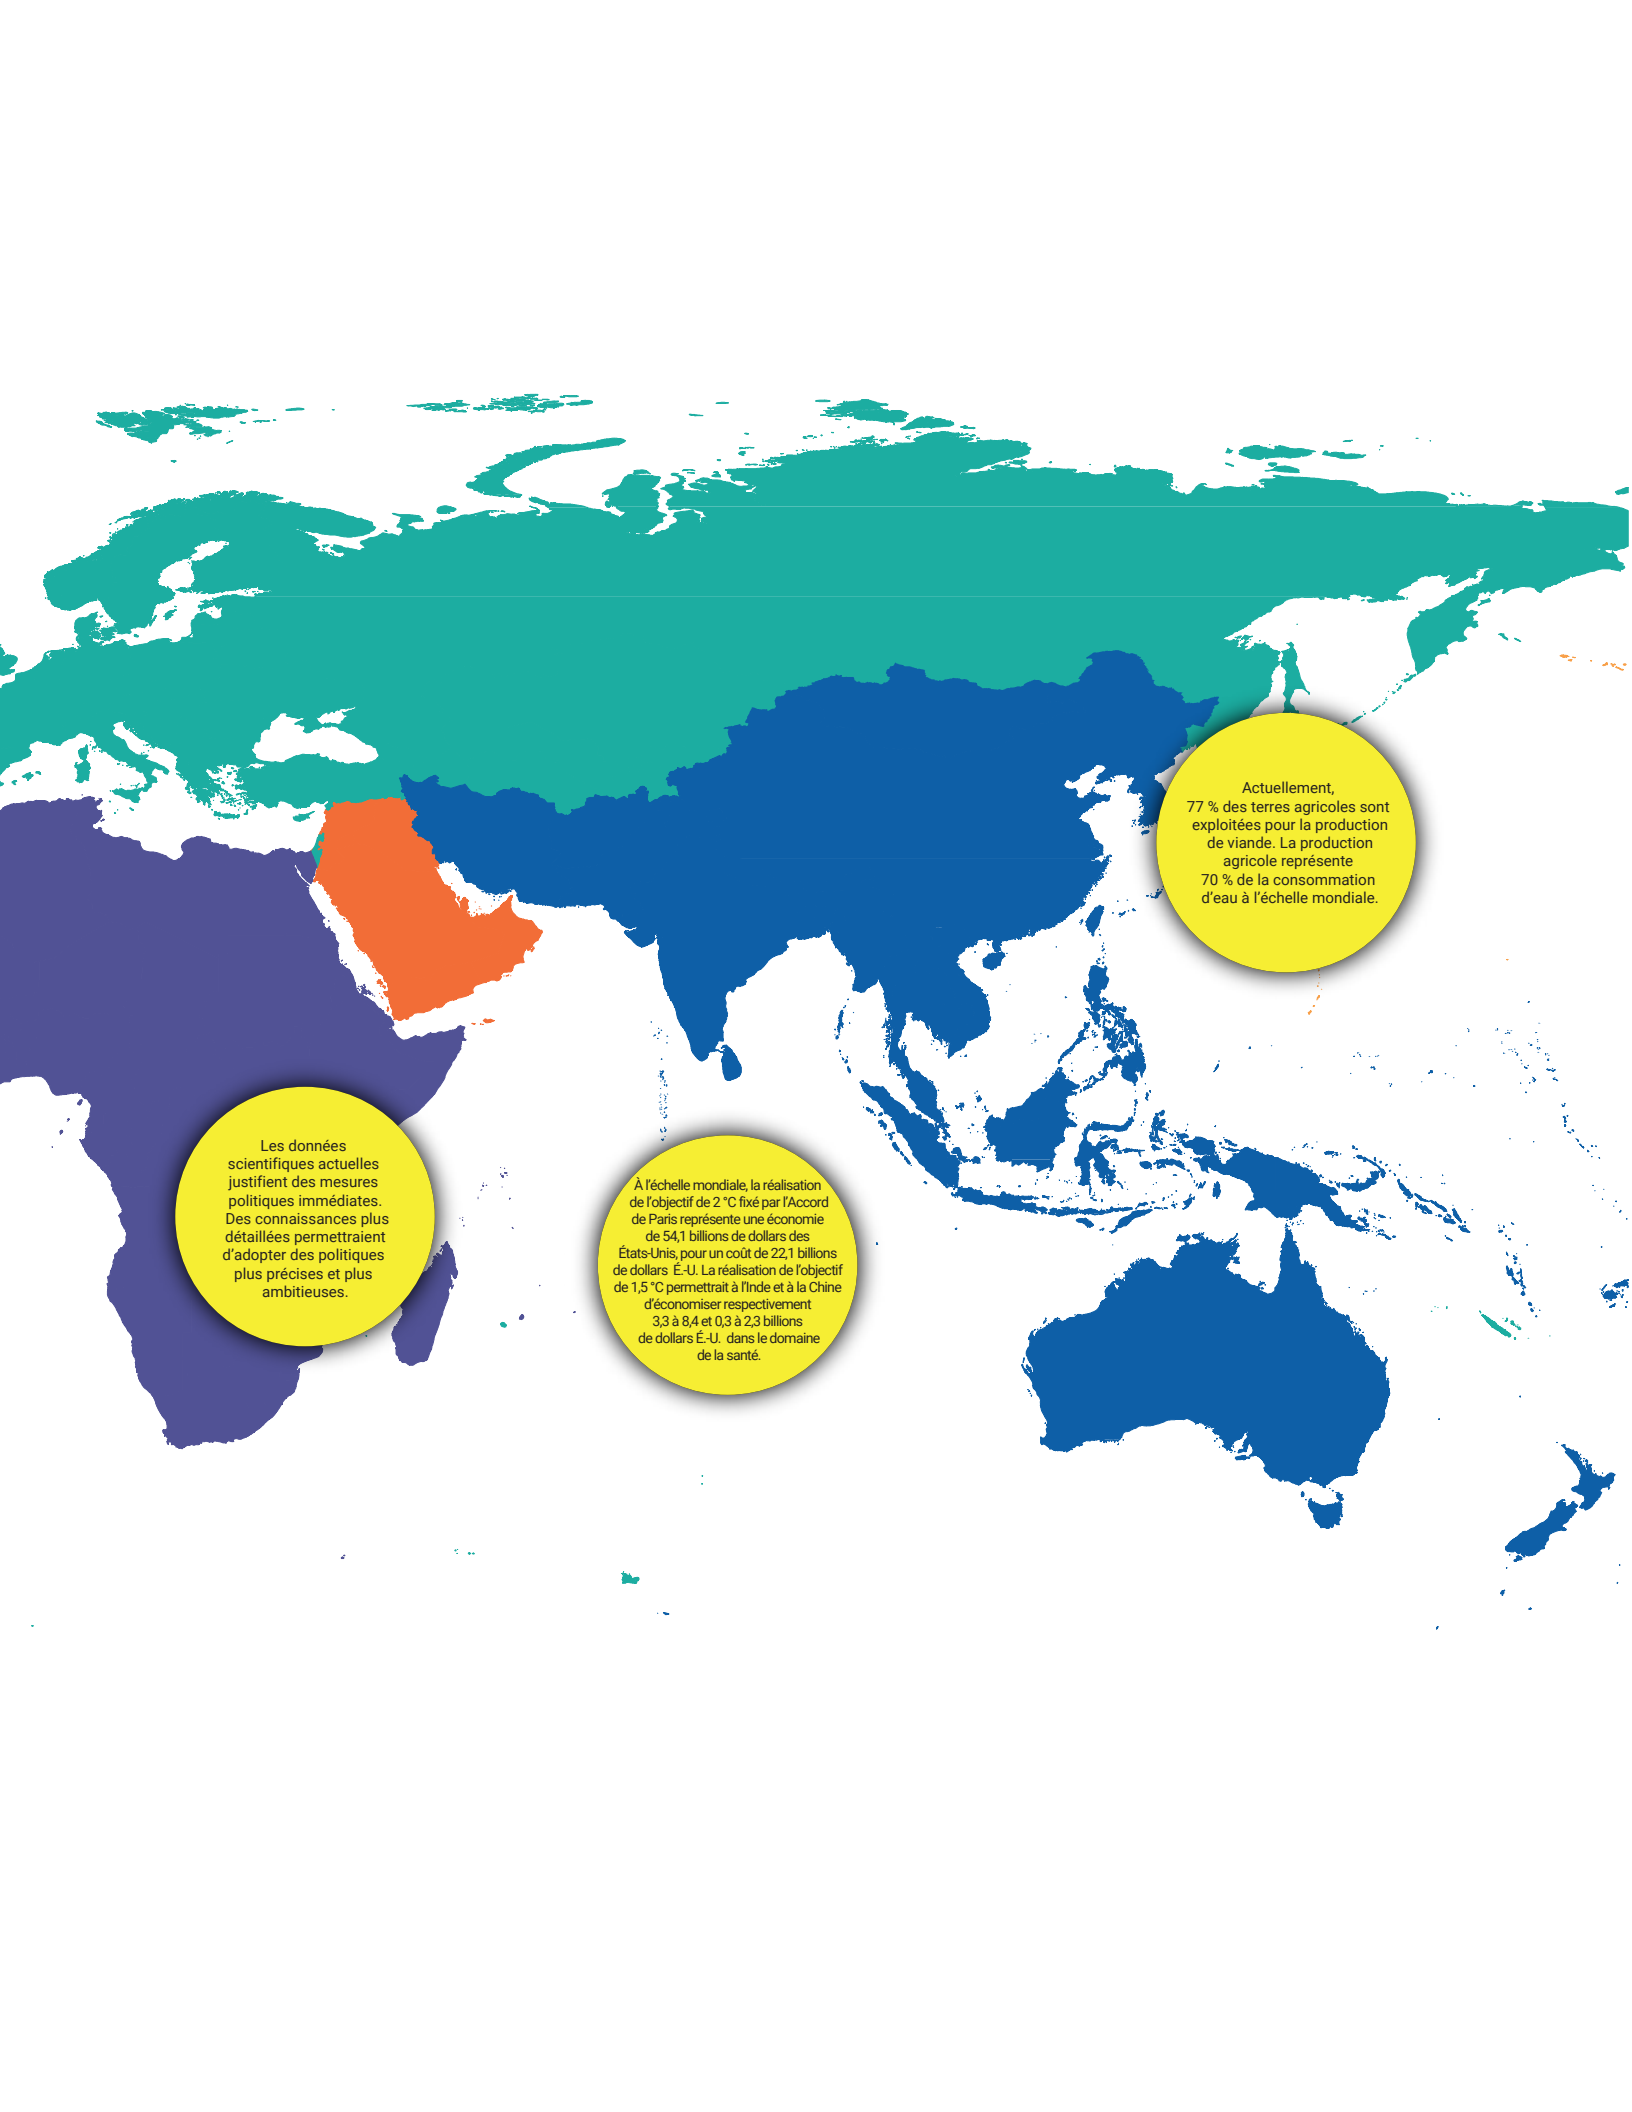 Actuellement,
77 % des terres agricoles sont
exploitées pour la production
de viande. La production
agricole représente
70 % de la consommation
d'eau à l'échelle mondiale.
Les données
scientifiques actuelles
justifient des mesures
politiques immédiates.
Des connaissances plus
détaillées permettraient
d'adopter des politiques
plus précises et plus
ambitieuses.
À l'échelle mondiale, la réalisation
de l'objectif de 2 °C fixé par l'Accord
de Paris représente une économie
de 54,1 billions de dollars des
États-Unis, pour un coût de 22,1 billions
de dollars É.-U. La réalisation de l'objectif
de 1,5 °C permettrait à l'Inde et à la Chine
d'économiser respectivement
3,3 à 8,4 et 0,3 à 2,3 billions
de dollars É.-U. dans le domaine
de la santé.